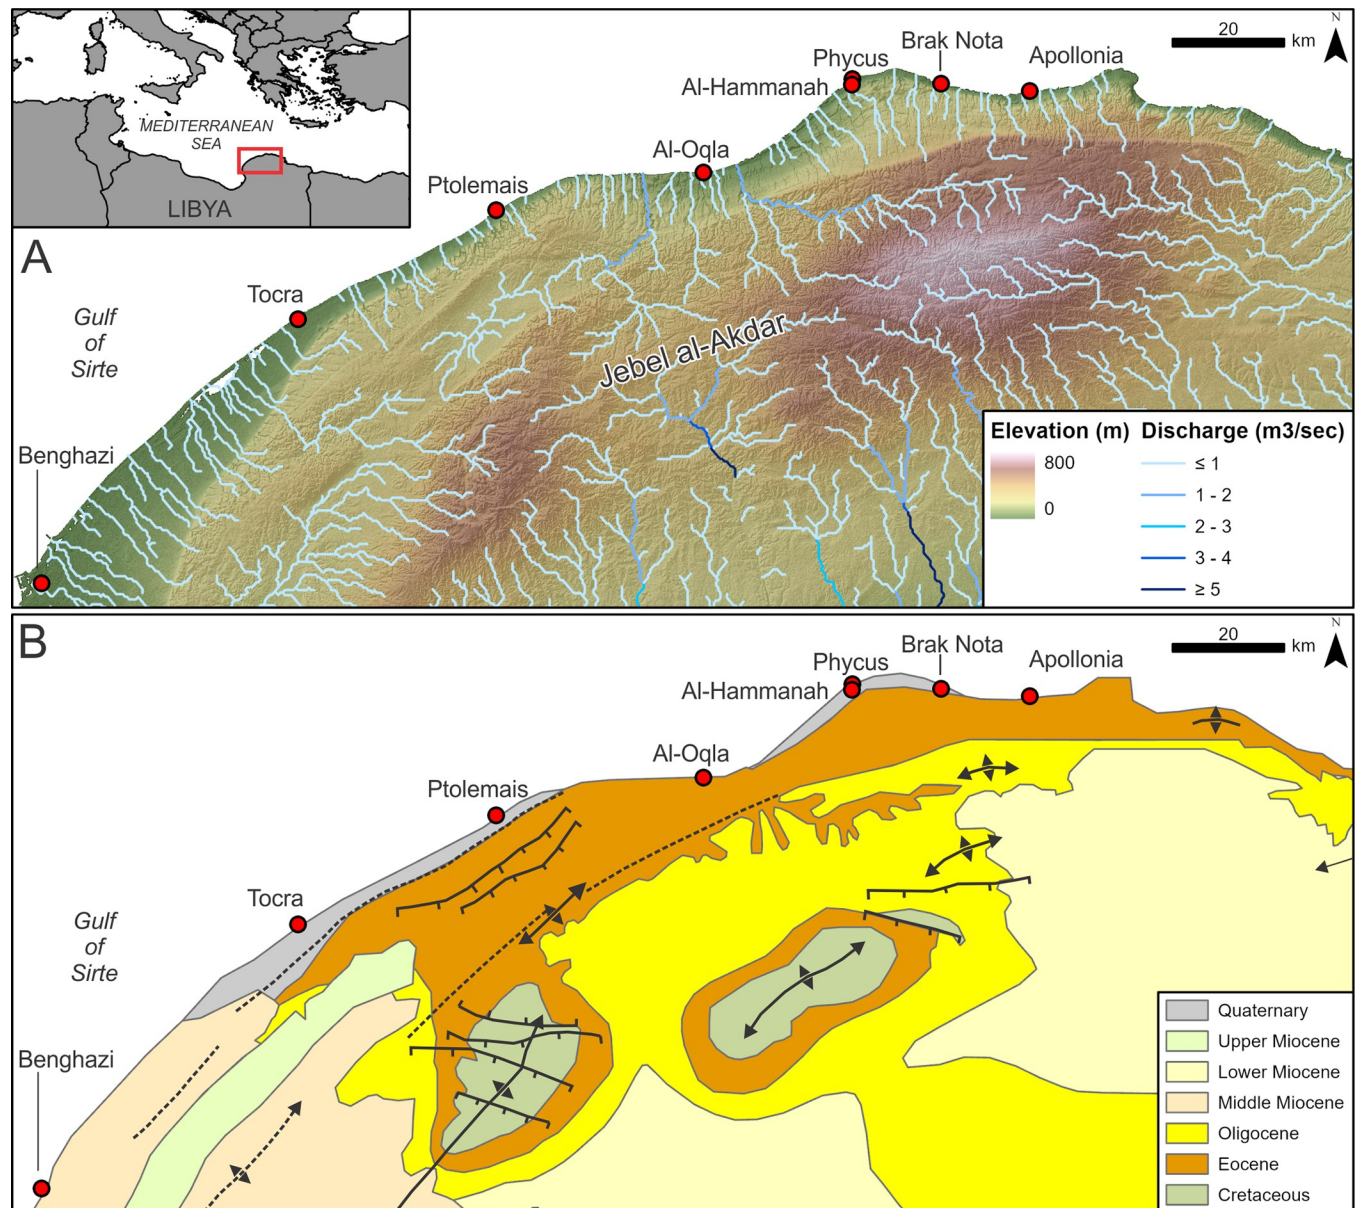 MEDITERRANEAN
SEA
LIBYA
A
20
km
N
Brak Nota
Phycus
Apollonia
Al-Hammanah
Al-Oqla
Ptolemais
Tocra
Gulf
of
Sirte
Jebel al-Akdar
Benghazi
Elevation (m)
800
0
Discharge (m3/sec)
≤ 1
1 - 2
2 - 3
3 - 4
≥ 5
B
20
km
N
Brak Nota
Phycus
Apollonia
Al-Hammanah
Al-Oqla
Ptolemais
Tocra
Gulf
of
Sirte
Benghazi
Quaternary
Upper Miocene
Lower Miocene
Middle Miocene
Oligocene
Eocene
Cretaceous